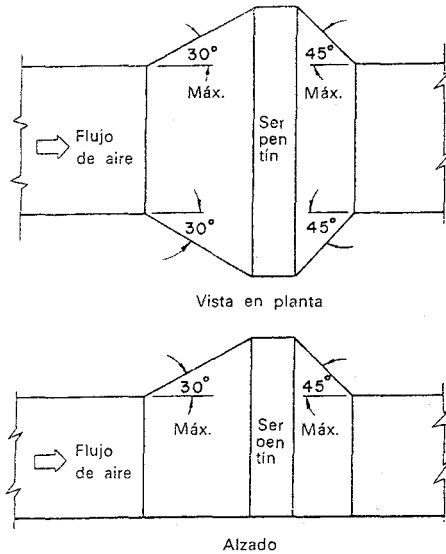 30° 45°
Máx. Máx.
Flujo
de aire
Ser
pen
tín
30° 45°
Vista en planta
30° 45°
Máx. Máx.
Flujo
de aire
Ser
pen
tín
Alzado